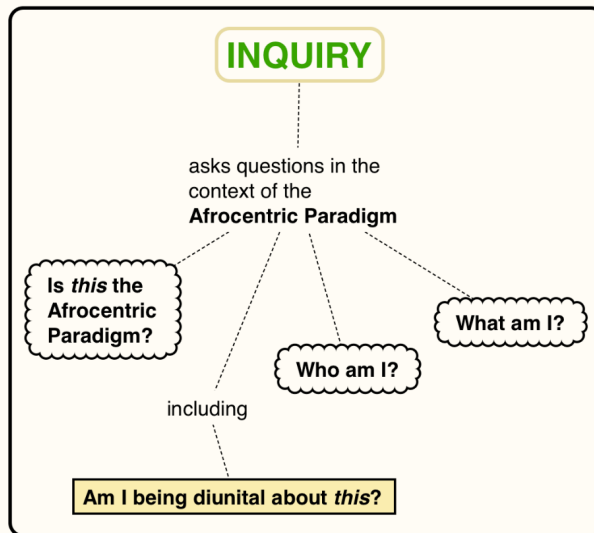 INQUIRY
asks questions in the
context of the
Afrocentric Paradigm
Is this the
Afrocentric
Paradigm?
What am I?
Who am I?
including
Am I being diunital about this?